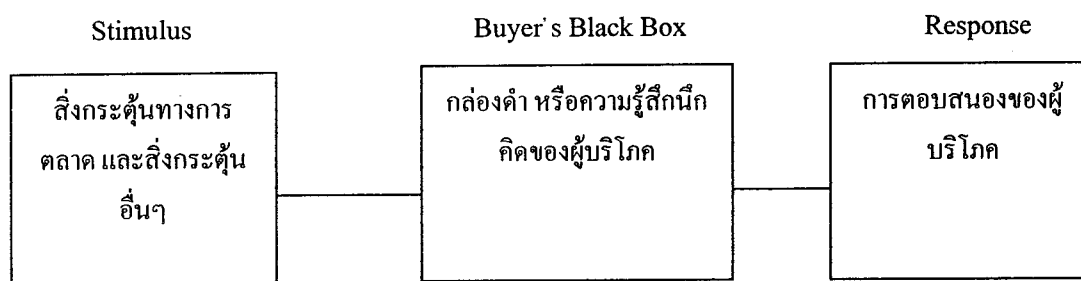 Stimulus
Buyer's Black Box
Response
สิ่งกระตุ้นทางการ
ตลาด และสิ่งกระตุ้น
อื่นๆ
กล่องดำ หรือความรู้สึกนึก
คิดของผู้บริโภค
การตอบสนองของผู้
บริโภค